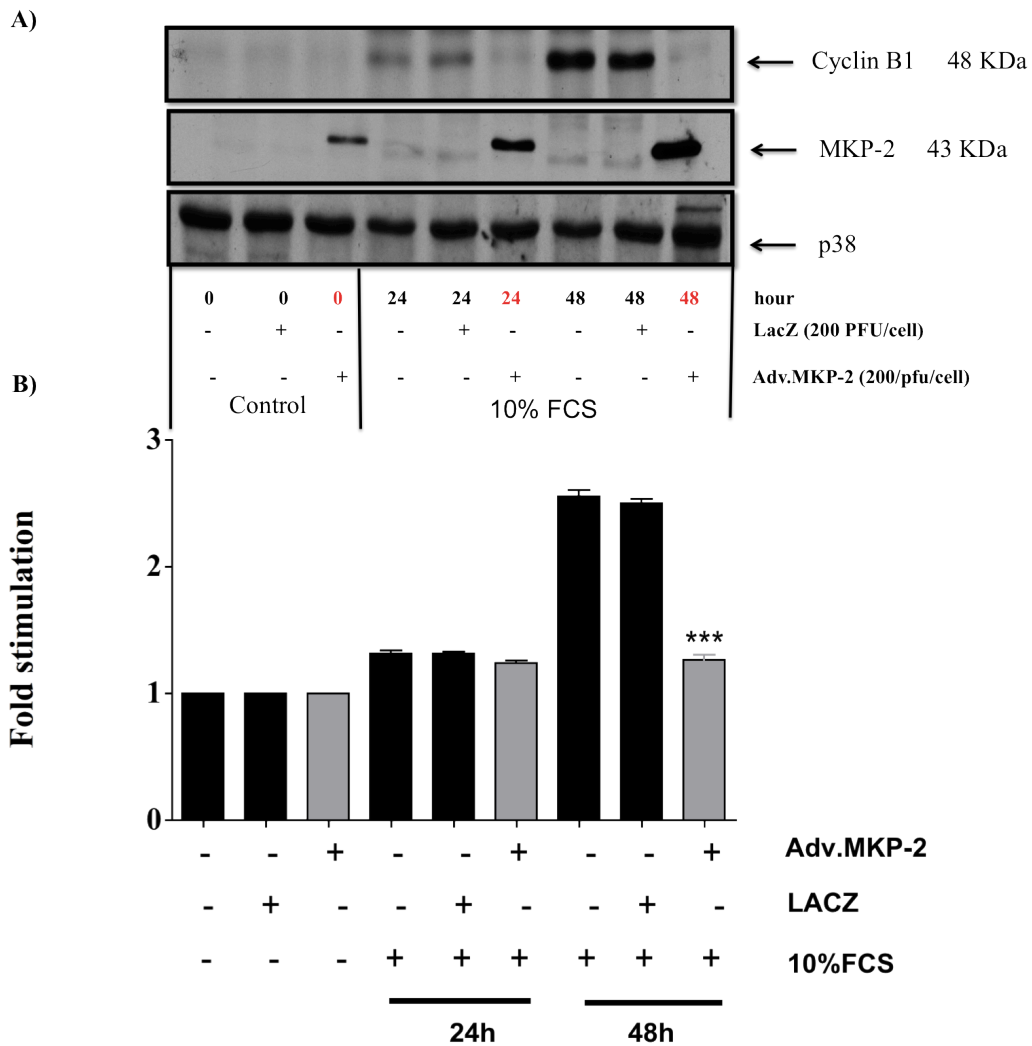 A)
Cyclin B1 48 KDa
MKP-2 43 KDa
p38
0 0 0 24 24 24 48 48 48 hour
- + - - + - - + - LacZ (200 PFU/cell)
- - + - - + - - + Adv.MKP-2 (200/pfu/cell)
B)
Control 10% FCS
3
2
1
0
Fold stimulation
***
- - + - - + - - + Adv.MKP-2
- + - - + - - + - LACZ
- - - + + + + + + 10%FCS
24h 48h